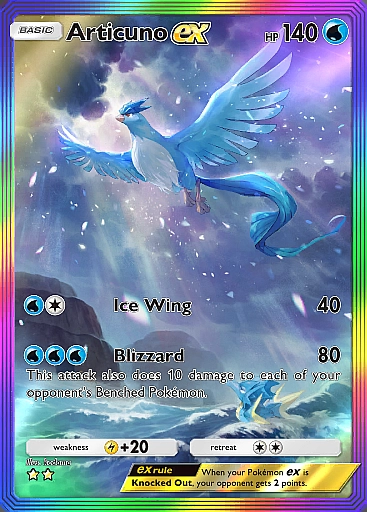 BASIC Articuno ex HP 140
Ice Wing 40
Blizzard 80
This attack also does 10 damage to each of your
opponent's Benched Pokémon.
weakness +20 retreat
Illus.
ex rule When your Pokémon ex is
Knocked Out, your opponent gets 2 points.